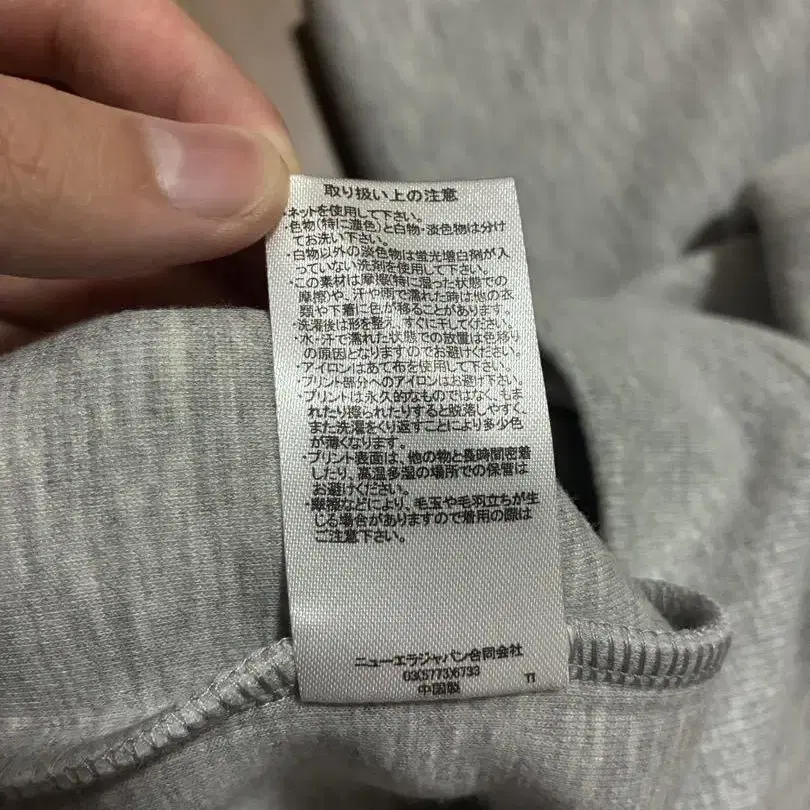 取り扱い上の注意
・ネットを使用して下さい。
・色物(特に濃色)と白物・淡色物は分け
てお洗い下さい。
・白物以外の淡色物は蛍光増白剤が入
っていない洗剤を使用して下さい。
・この素材は摩擦(特に湿った状態での
摩擦)や、汗や雨で濡れた時は他の衣
類や下着に色が移ることがあります。
・洗濯後は形を整え、すぐに干してください。
・水・汗で濡れた状態での放置は色移り
の原因となりますのでお避けください。
・アイロンはあて布を使用して下さい。
・プリント部分へのアイロンはお避け下さい。
・プリントは永久的なものではなく、もま
れたり擦られたりすると脱落しやすく、
また洗濯をくり返すことにより多少色
が薄くなります。
・プリント表面は、他の物と長時間密着
したり、高温多湿の場所での保管は
お避けください。
・摩擦などにより、毛玉や毛羽立ちが生
じる場合がありますので着用の際は
ご注意下さい。
ニューエラジャパン合同会社
03(5773)6733
中国製
TI